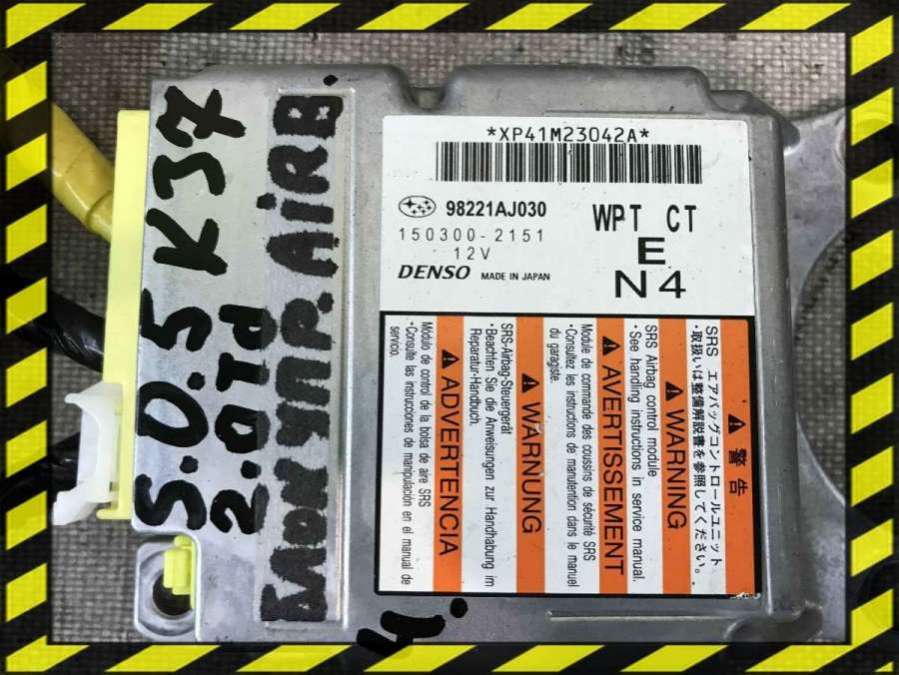 S.O.5 K37
2.0Td
МОДУЛ УПР. AiRB.
*XP41M23042A*
98221AJ030
150300-2151
12V
DENSO MADE IN JAPAN
WPT CT
E
N4
警告
SRS エアバッグコントロールユニット
・取扱いは整備解説書を参照してください。
WARNING
SRS Airbag control module
・See handling instructions in service manual.
AVERTISSEMENT
Module de commande des coussins de sécurité SRS
・Consultez les instructions de manutention dans le manuel
du garagiste.
WARNUNG
SRS-Airbag-Steuergerät
・Beachten Sie die Anweisungen zur Handhabung im
Reparatur-Handbuch.
ADVERTENCIA
Módulo de control de la bolsa de aire SRS
・Consulte las instrucciones de manipulación en el manual de
servicio.